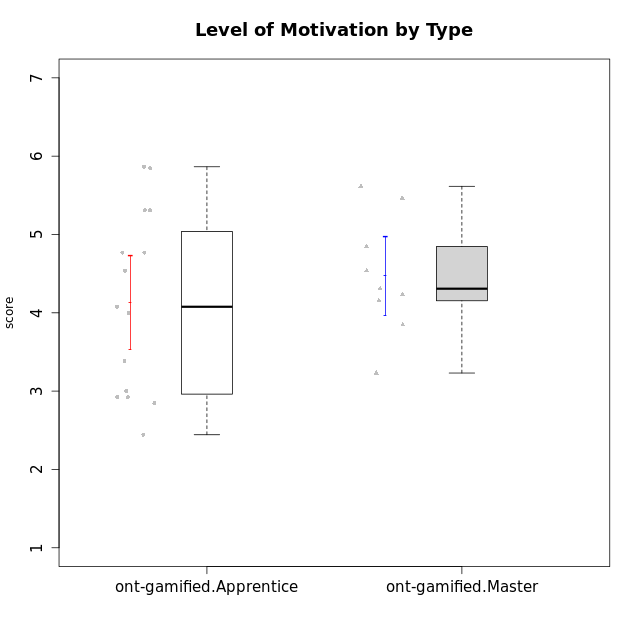 Level of Motivation by Type
7
6
5
4
3
2
1
score
ont-gamified.Apprentice
ont-gamified.Master